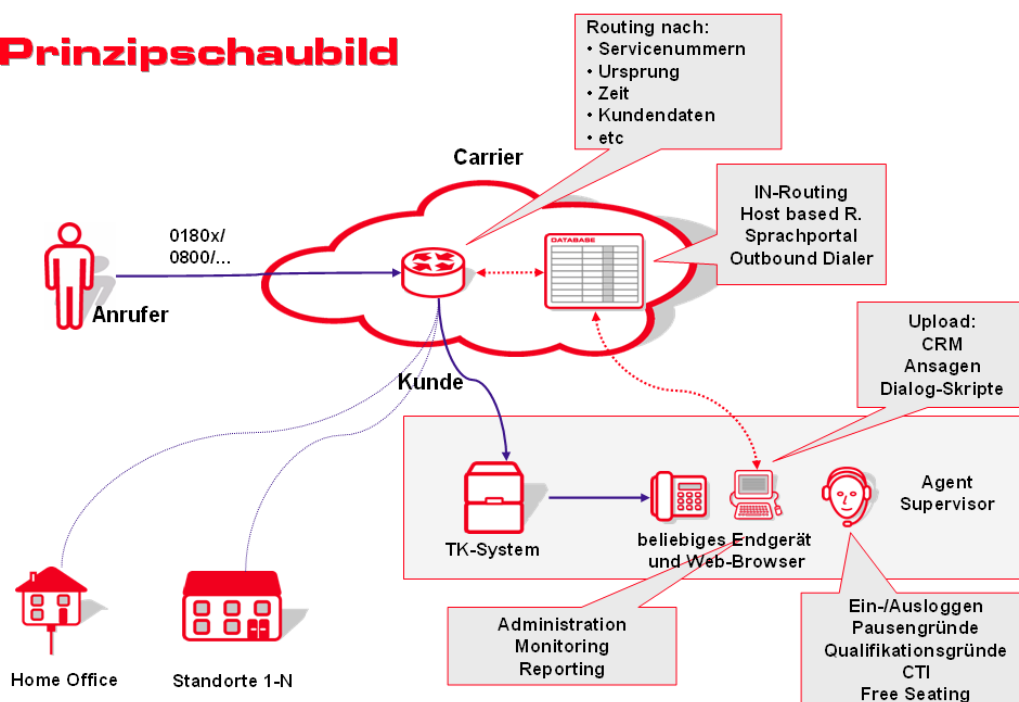 Prinzipschaubild
Routing nach:
• Servicenummern
• Ursprung
• Zeit
• Kundendaten
• etc
Carrier
IN-Routing
Host based R.
Sprachportal
Outbound Dialer
DATABASE
0180x/
0800/...
Anrufer
Kunde
Upload:
CRM
Ansagen
Dialog-Skripte
Agent
Supervisor
TK-System
beliebiges Endgerät
und Web-Browser
Administration
Monitoring
Reporting
Ein-/Ausloggen
Pausengründe
Qualifikationsgründe
CTI
Free Seating
Home Office
Standorte 1-N